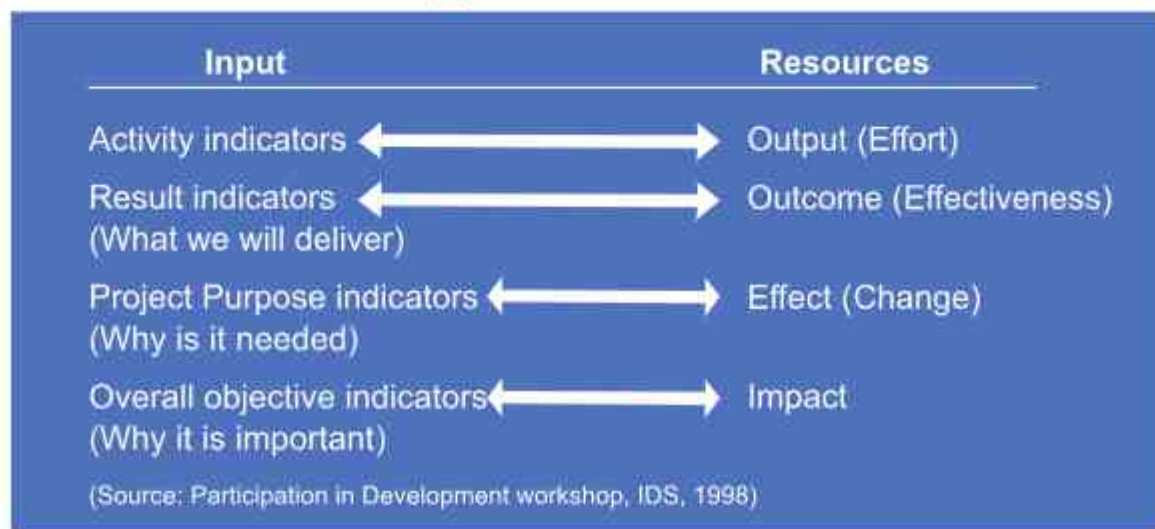 Input Resources
Activity indicators Output (Effort)
Result indicators Outcome (Effectiveness)
(What we will deliver)
Project Purpose indicators Effect (Change)
(Why is it needed)
Overall objective indicators Impact
(Why it is important)
(Source: Participation in Development workshop, IDS, 1998)